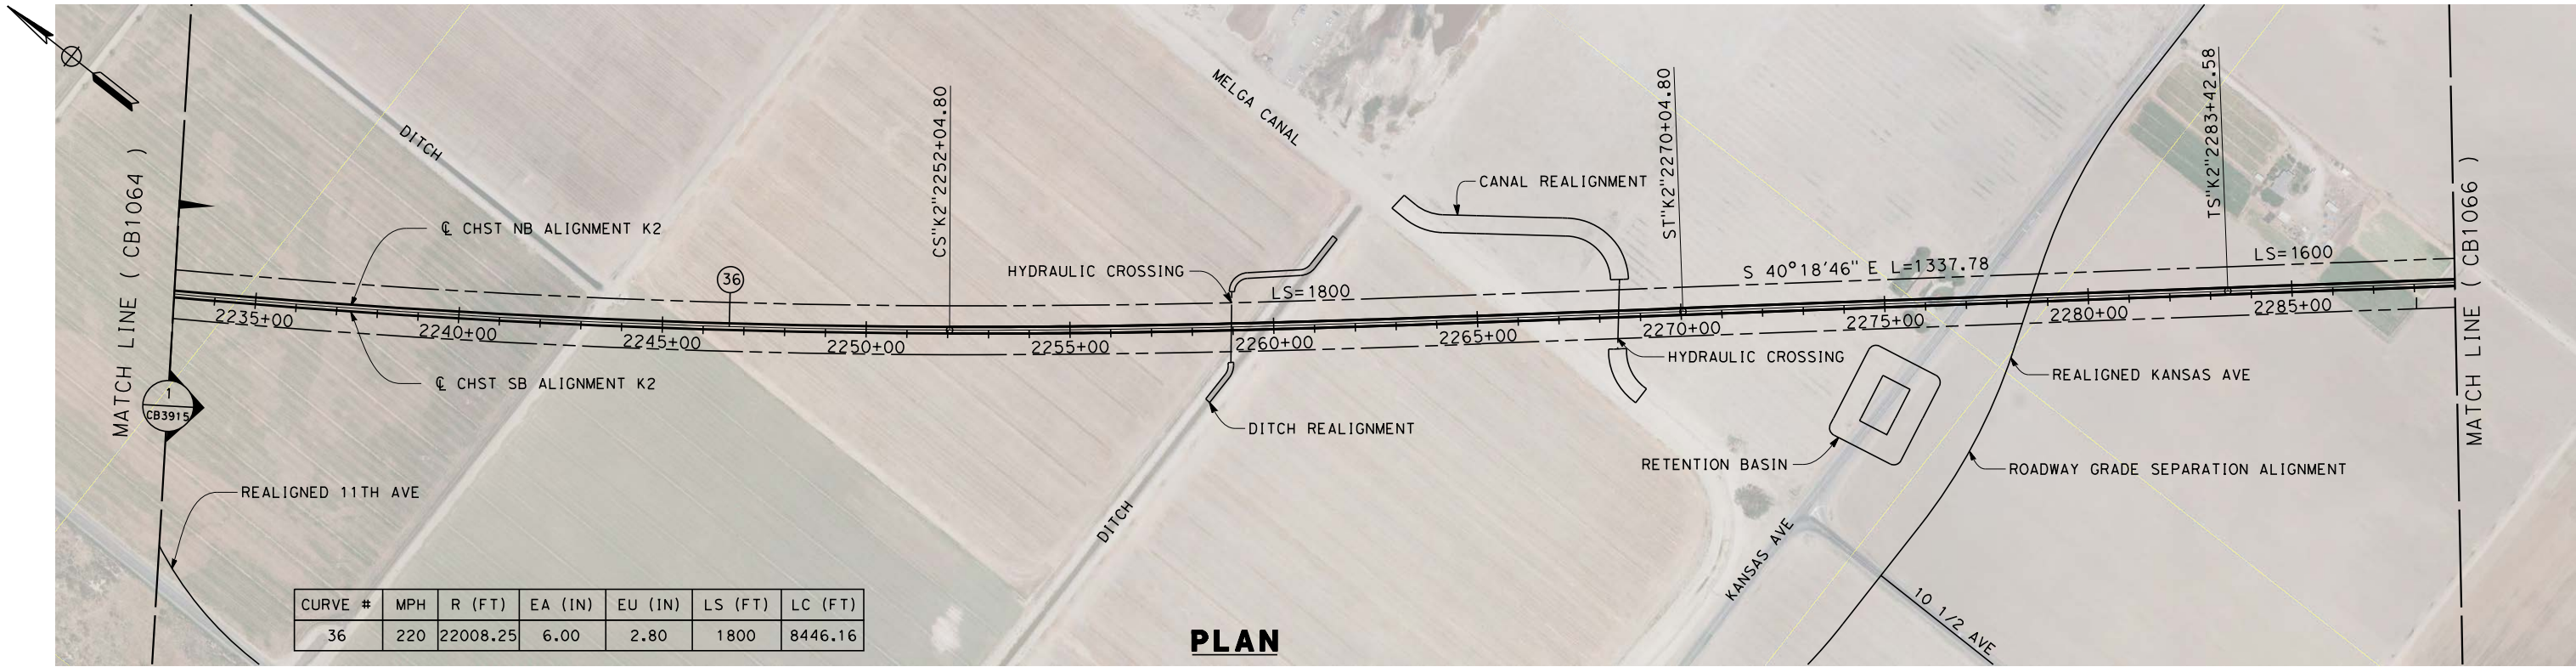 MATCH LINE ( CB1064 )
DITCH
℄ CHST NB ALIGNMENT K2
℄ CHST SB ALIGNMENT K2
1
CB3915
REALIGNED 11TH AVE
36
CS"K2"2252+04.80
HYDRAULIC CROSSING
MELGA CANAL
CANAL REALIGNMENT
ST"K2"2270+04.80
TS"K2"2283+42.58
LS=1800
S 40°18'46" E L=1337.78
LS=1600
2235+00
2240+00
2245+00
2250+00
2255+00
2260+00
2265+00
2270+00
2275+00
2280+00
2285+00
HYDRAULIC CROSSING
DITCH REALIGNMENT
DITCH
RETENTION BASIN
REALIGNED KANSAS AVE
ROADWAY GRADE SEPARATION ALIGNMENT
KANSAS AVE
10 1/2 AVE
MATCH LINE ( CB1066 )
CURVE # MPH R (FT) EA (IN) EU (IN) LS (FT) LC (FT)
36 220 22008.25 6.00 2.80 1800 8446.16
PLAN